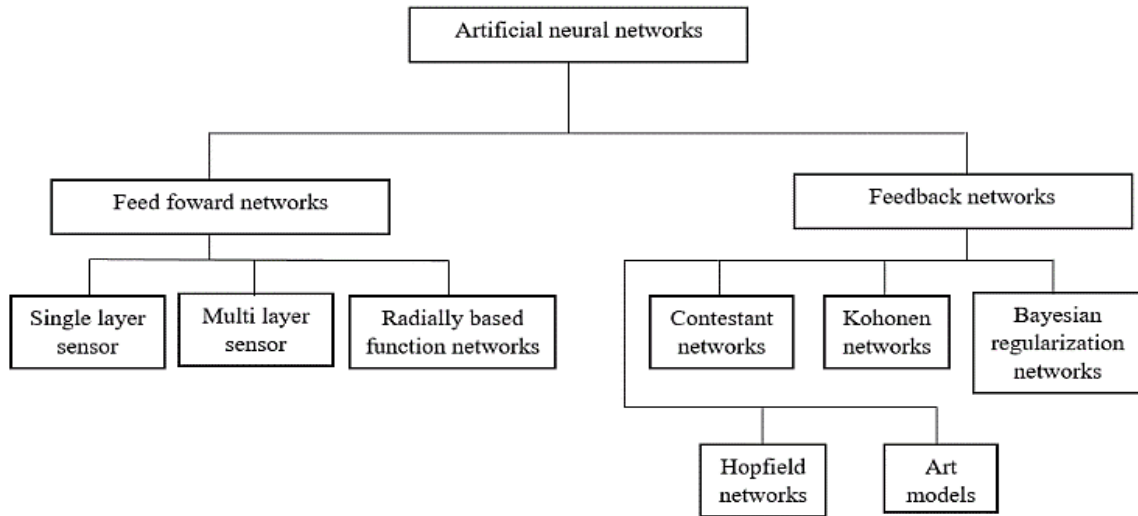 Artificial neural networks
Feed foward networks
Feedback networks
Single layer
sensor
Multi layer
sensor
Radially based
function networks
Contestant
networks
Kohonen
networks
Bayesian
regularization
networks
Hopfield
networks
Art
models